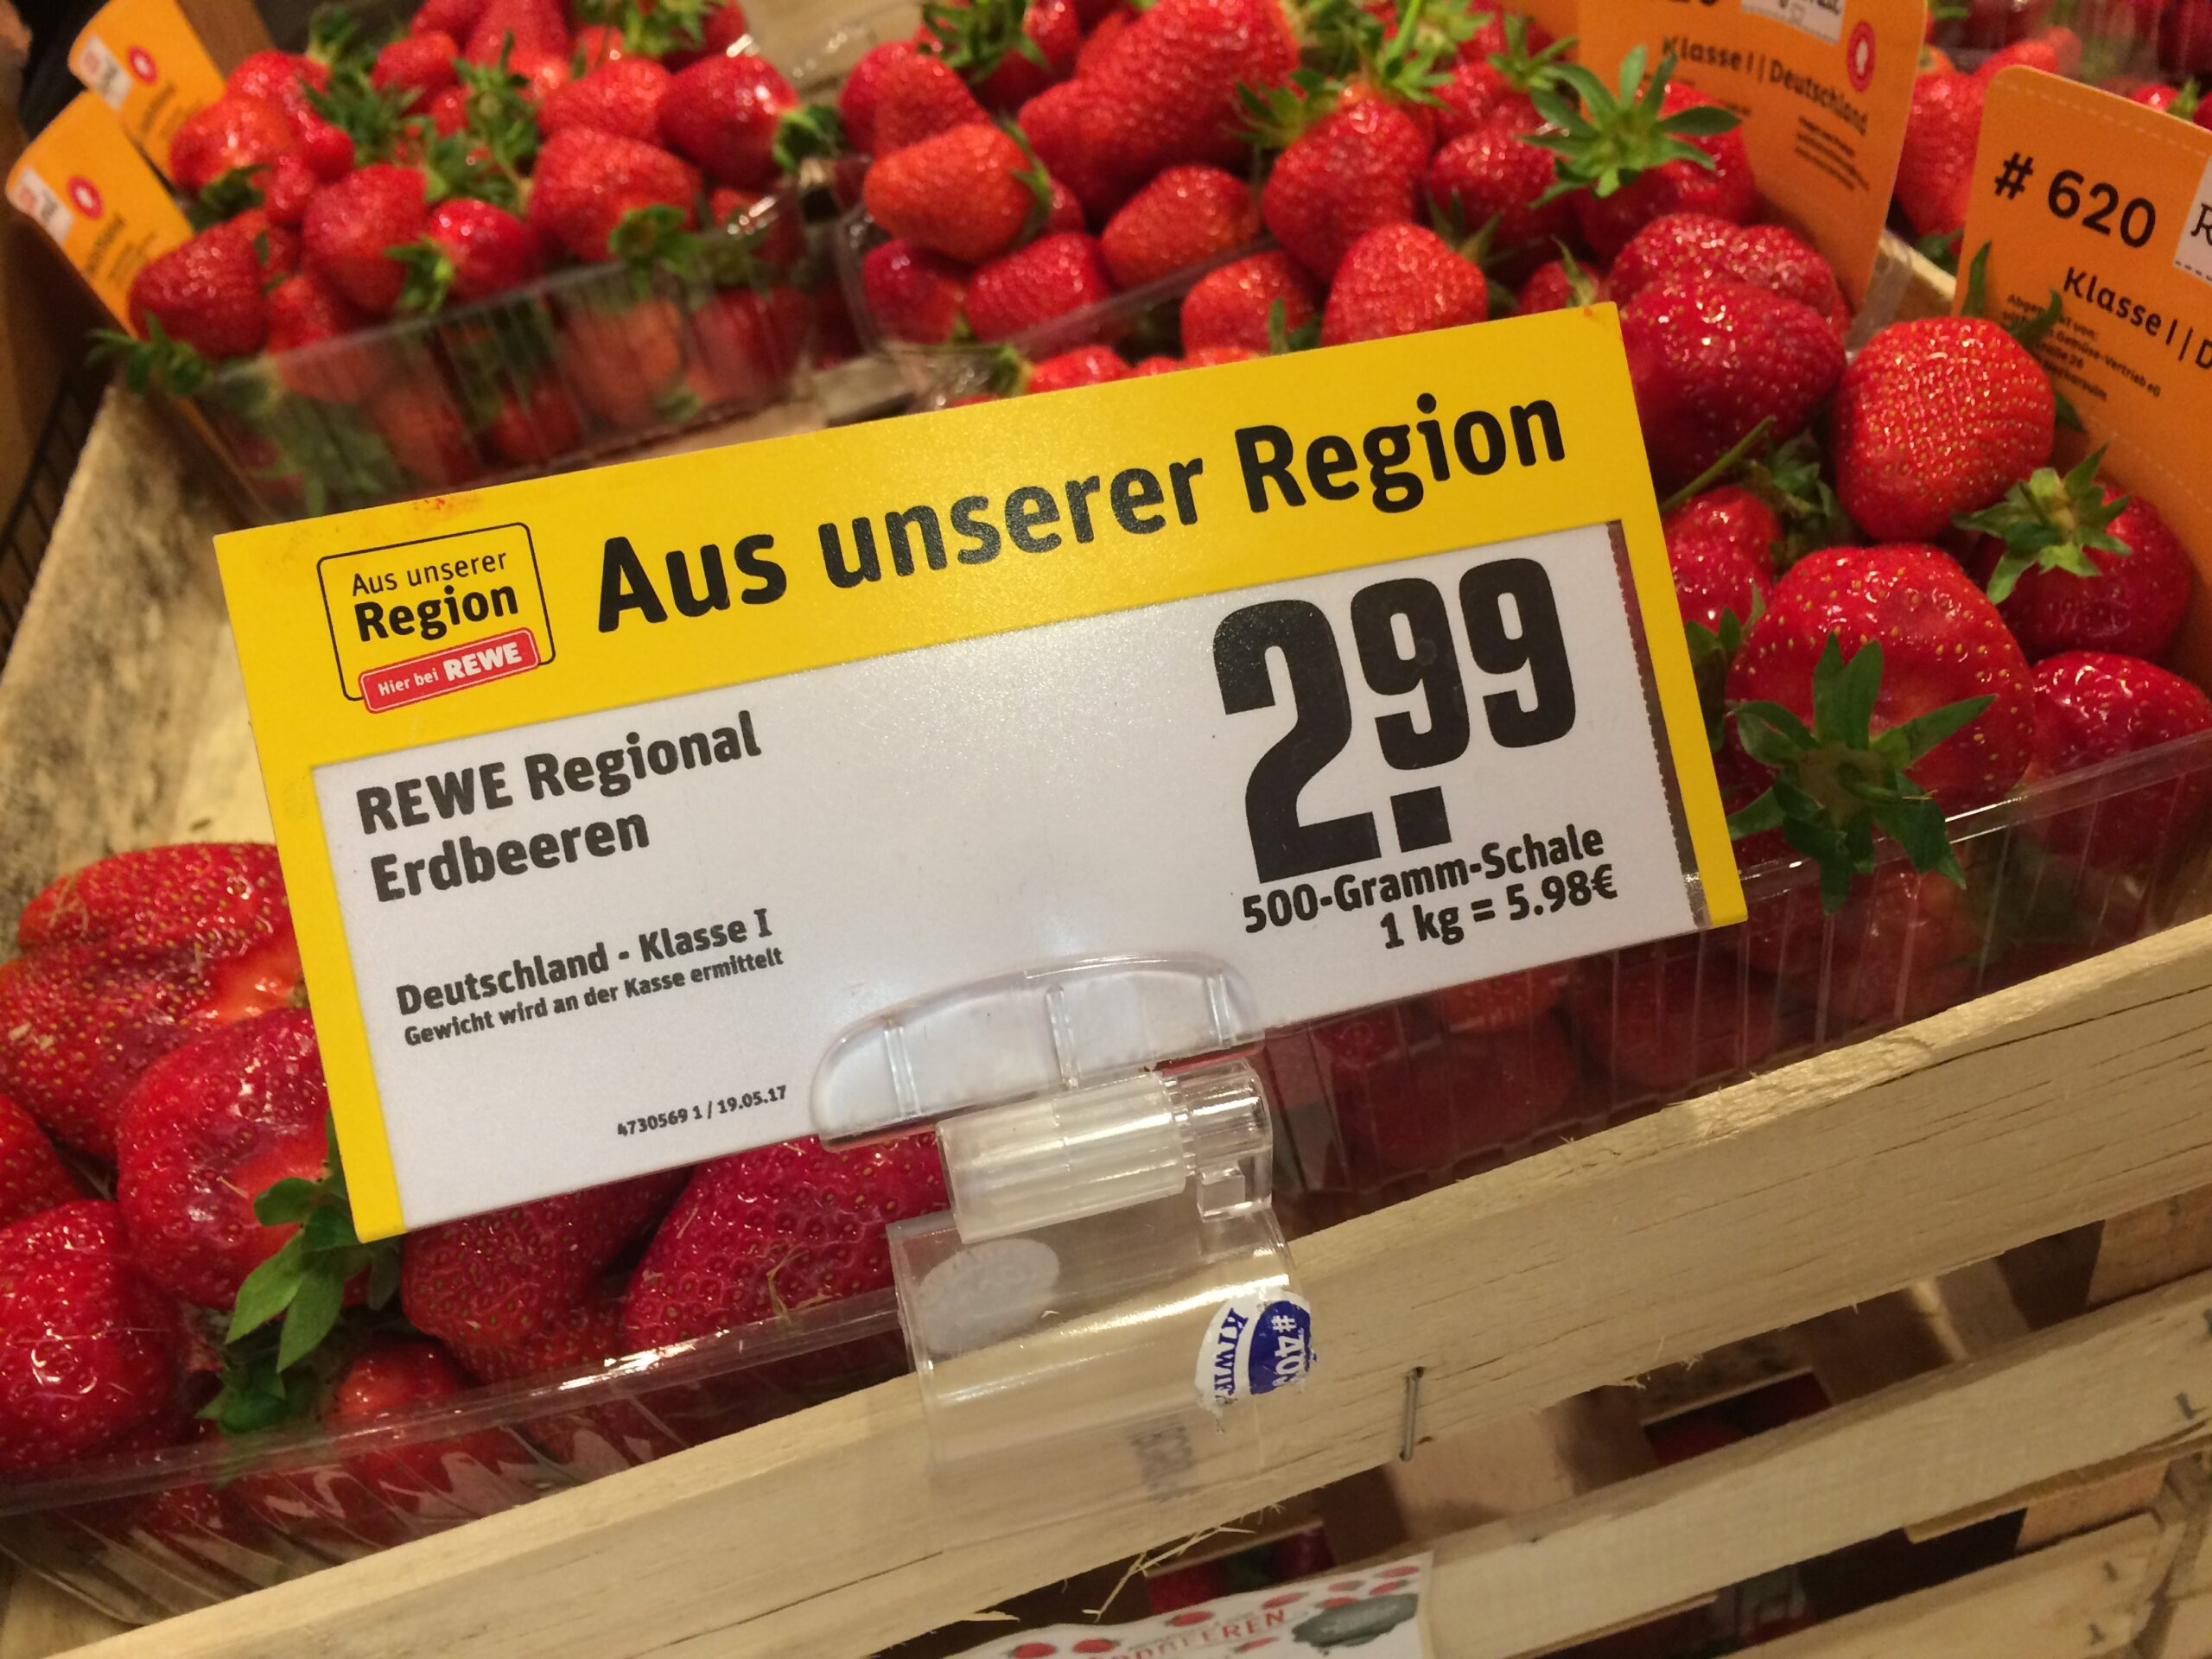 Klasse I | Deutschland
# 620
Klasse I | D
Aus unserer Region
Aus unserer
Region
Hier bei REWE
2.99
REWE Regional
Erdbeeren
500-Gramm-Schale
1 kg = 5.98€
Deutschland - Klasse I
Gewicht wird an der Kasse ermittelt
4730569 1 / 19.05.17